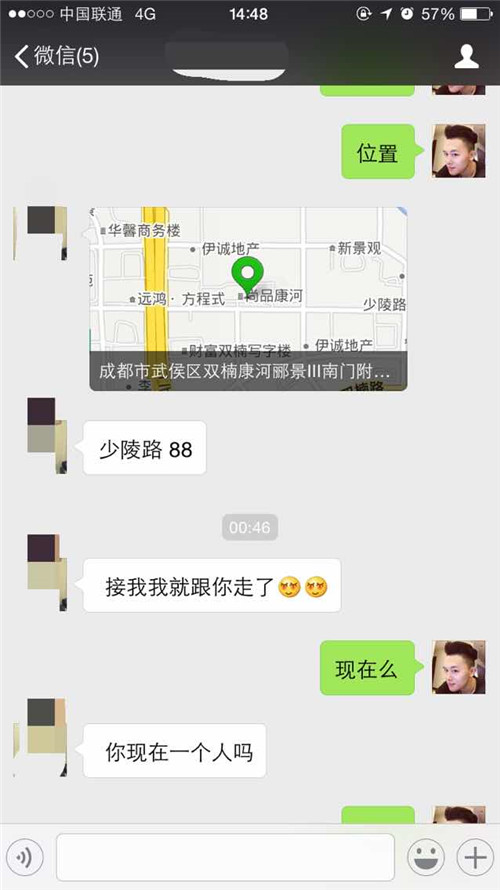 中国联通 4G 14:48 57%
微信(5)
位置
华馨商务楼
伊诚地产
新景观
尚品康河
远鸿·方程式
少陵路
伊诚地产
财富双楠写字楼
成都市武侯区双楠康河郦景III南门附...
少陵路 88
00:46
接我我就跟你走了
现在么
你现在一个人吗